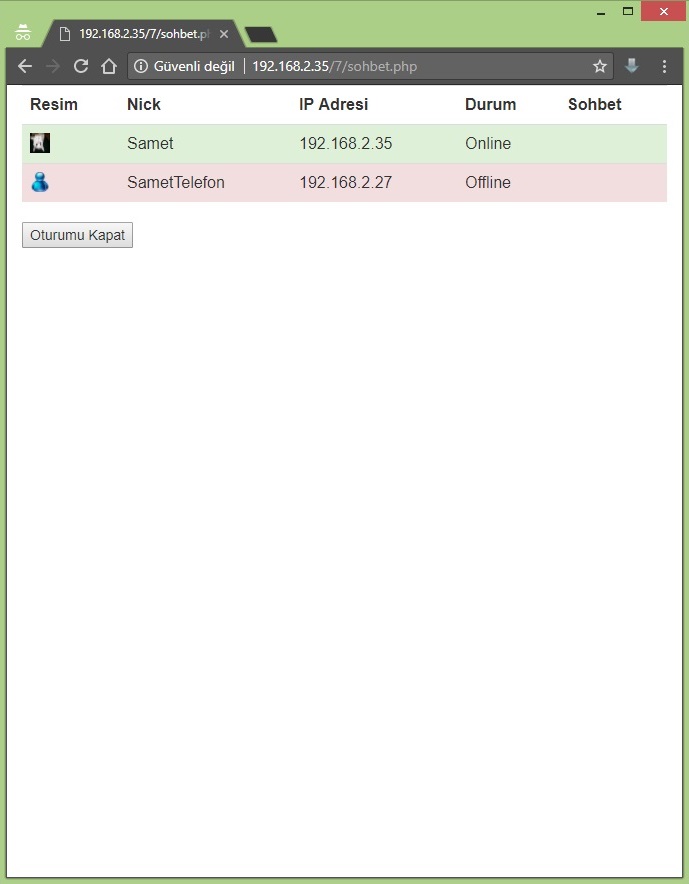 192.168.2.35/7/sohbet.p
Güvenli değil 192.168.2.35/7/sohbet.php
Resim Nick IP Adresi Durum Sohbet
Samet 192.168.2.35 Online
SametTelefon 192.168.2.27 Offline
Oturumu Kapat